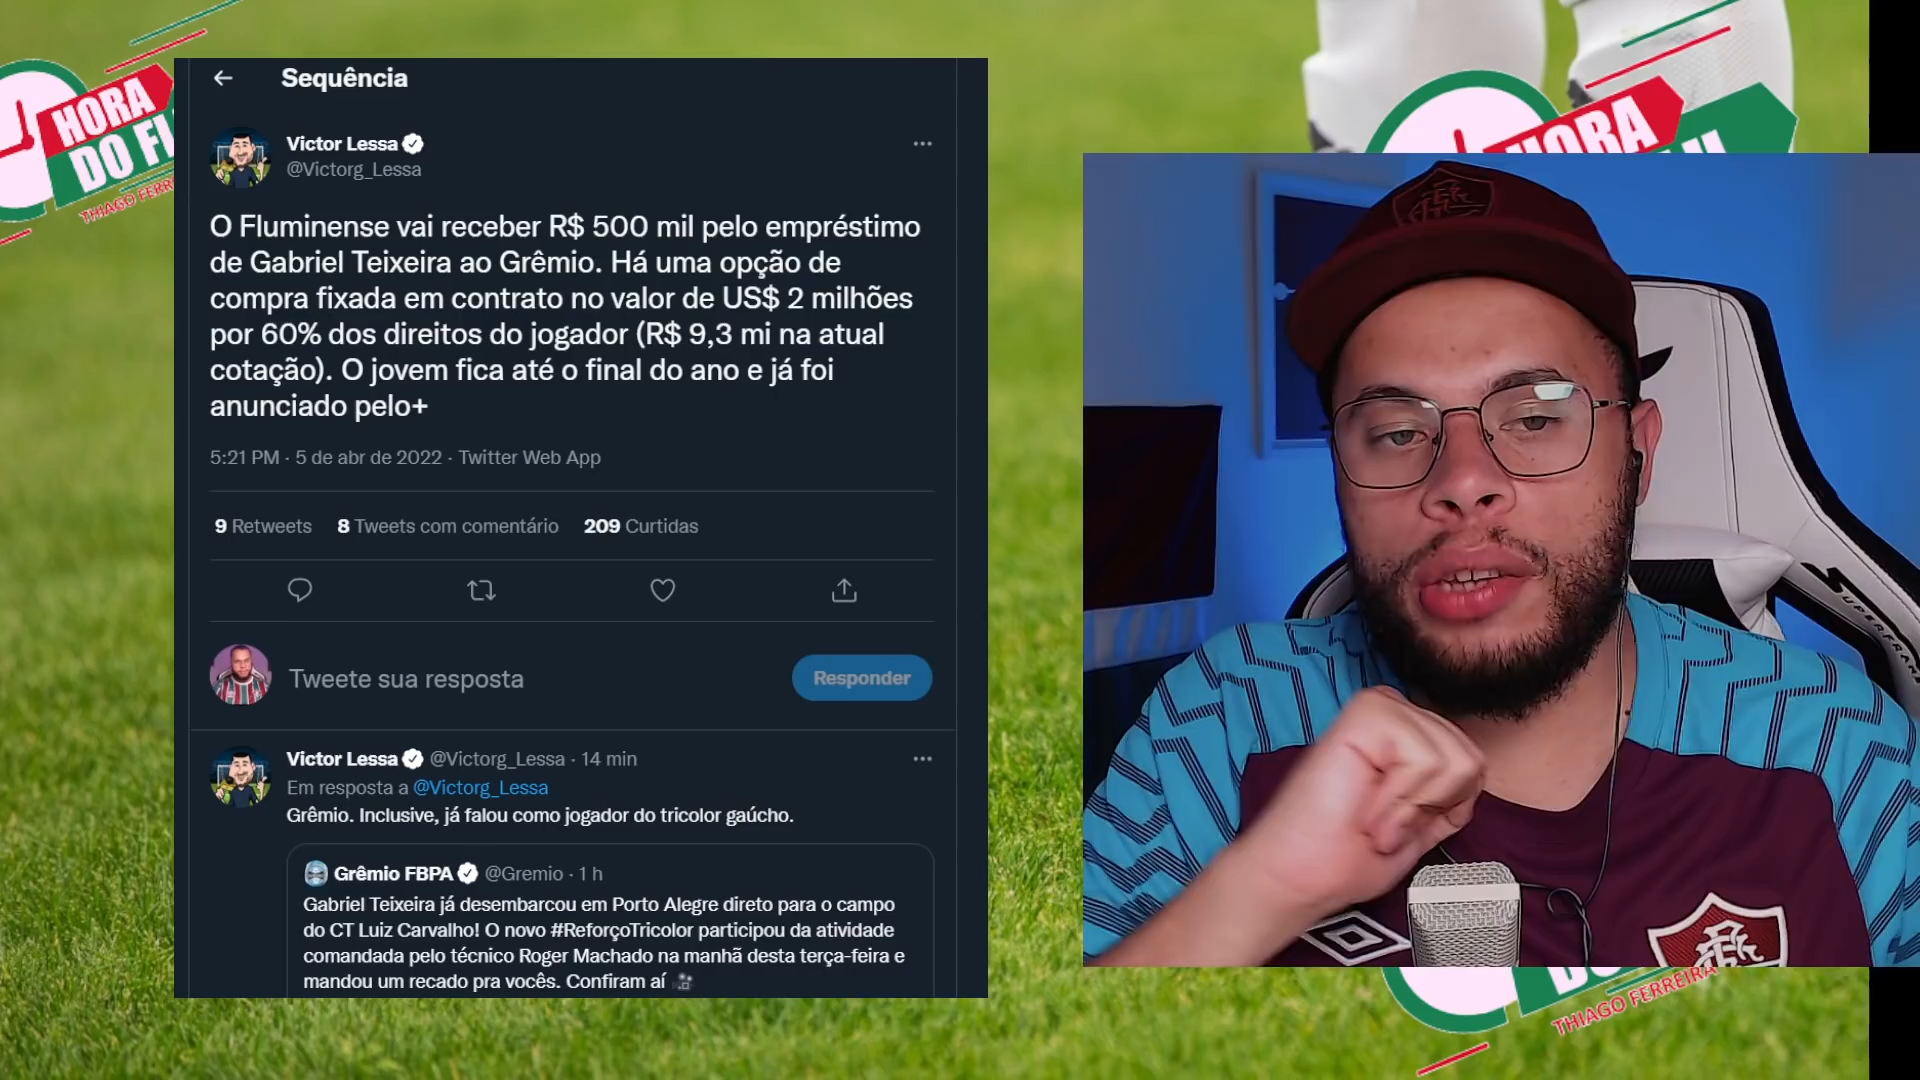 Sequência
Victor Lessa
@Victorg_Lessa
O Fluminense vai receber R$ 500 mil pelo empréstimo
de Gabriel Teixeira ao Grêmio. Há uma opção de
compra fixada em contrato no valor de US$ 2 milhões
por 60% dos direitos do jogador (R$ 9,3 mi na atual
cotação). O jovem fica até o final do ano e já foi
anunciado pelo+
5:21 PM · 5 de abr de 2022 · Twitter Web App
9 Retweets 8 Tweets com comentário 209 Curtidas
Tweete sua resposta
Responder
Victor Lessa @Victorg_Lessa · 14 min
Em resposta a @Victorg_Lessa
Grêmio. Inclusive, já falou como jogador do tricolor gaúcho.
Grêmio FBPA @Gremio · 1 h
Gabriel Teixeira já desembarcou em Porto Alegre direto para o campo
do CT Luiz Carvalho! O novo #ReforçoTricolor participou da atividade
comandada pelo técnico Roger Machado na manhã desta terça-feira e
mandou um recado pra vocês. Confiram aí
HORA
DO
HORA
THIAGO FERREIRA